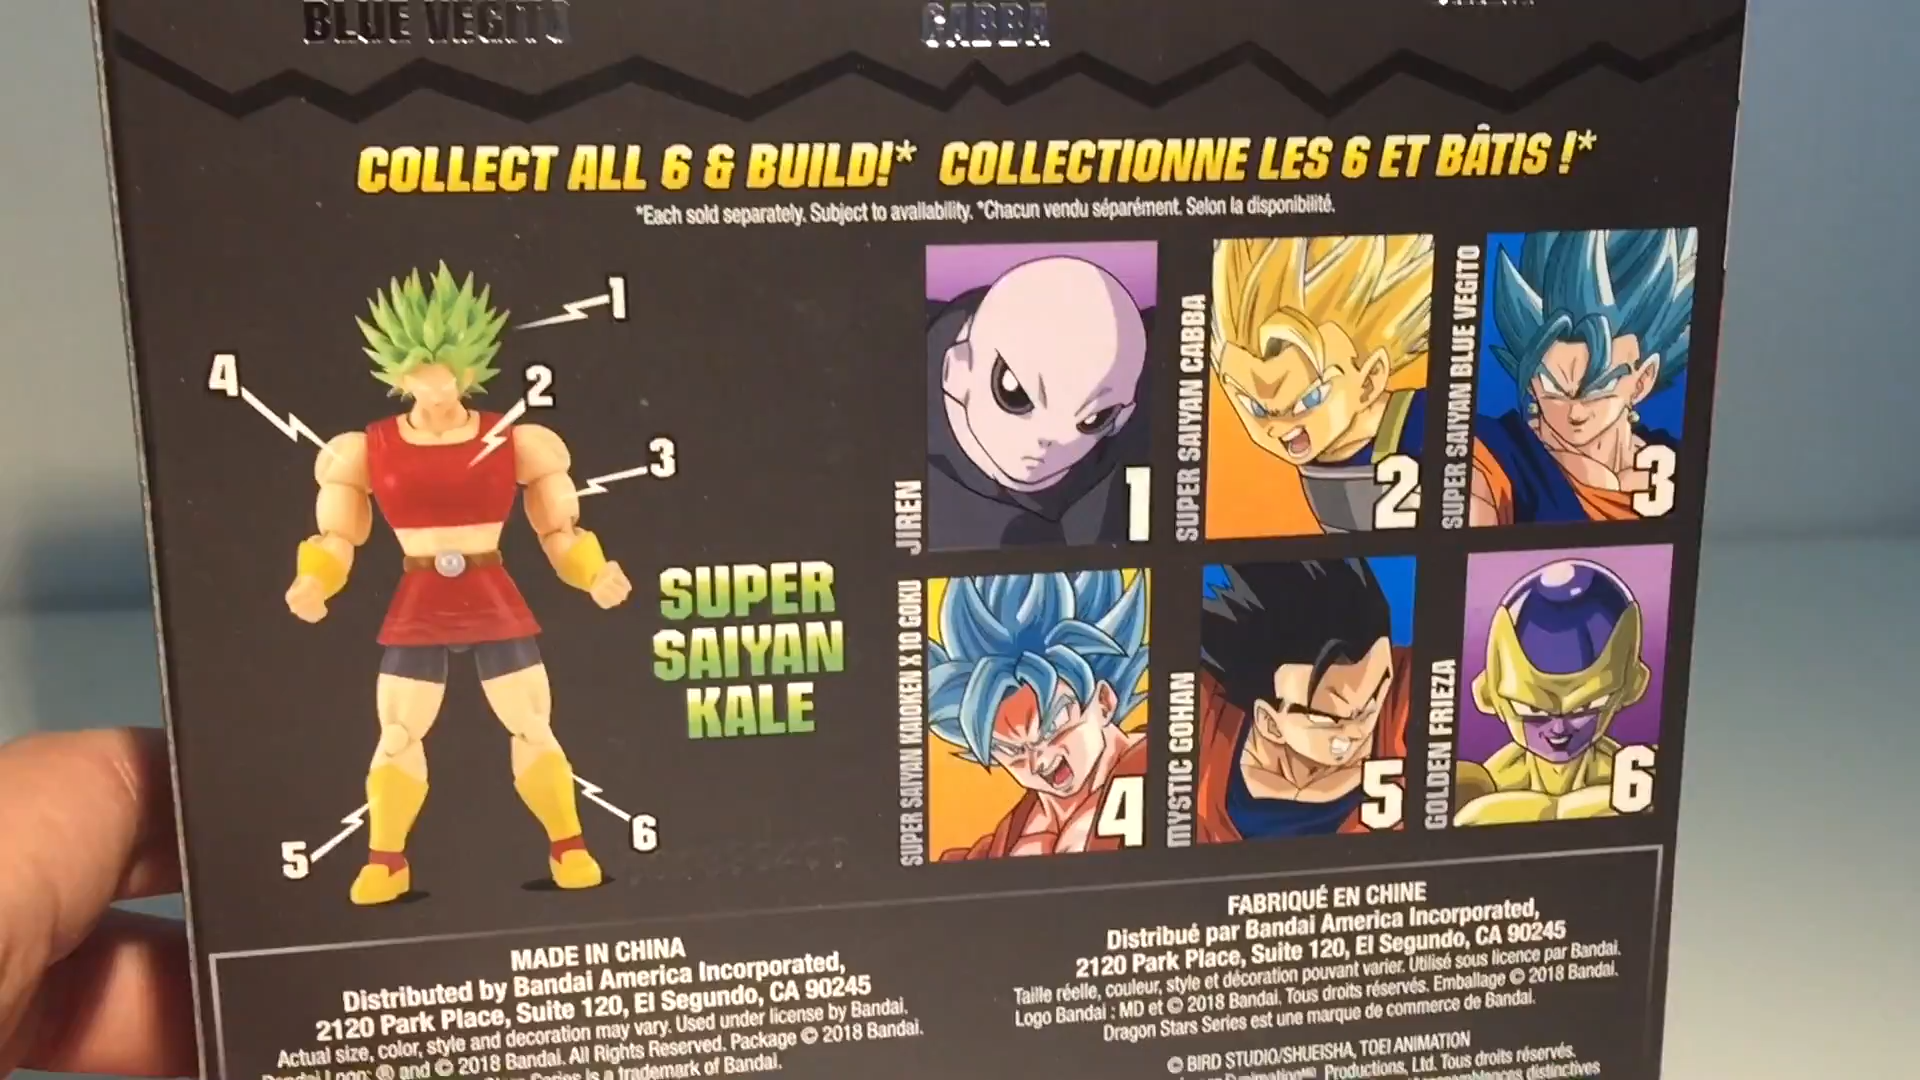 BLUE VEGITO
CABBA
COLLECT ALL 6 & BUILD!* COLLECTIONNE LES 6 ET BÂTIS !*
*Each sold separately. Subject to availability. *Chacun vendu séparément. Selon la disponibilité.
1
2
3
4
5
6
SUPER
SAIYAN
KALE
JIREN
1
SUPER SAIYAN CABBA
2
SUPER SAIYAN BLUE VEGITO
3
SUPER SAIYAN KAIOKEN X 10 GOKU
4
MYSTIC GOHAN
5
GOLDEN FRIEZA
6
MADE IN CHINA
Distributed by Bandai America Incorporated,
2120 Park Place, Suite 120, El Segundo, CA 90245
Actual size, color, style and decoration may vary. Used under license by Bandai.
Bandai Logo: ® and © 2018 Bandai. All Rights Reserved. Package © 2018 Bandai.
Series is a trademark of Bandai.
FABRIQUÉ EN CHINE
Distribué par Bandai America Incorporated,
2120 Park Place, Suite 120, El Segundo, CA 90245
Taille réelle, couleur, style et décoration pouvant varier. Utilisé sous licence par Bandai.
Logo Bandai : MD et © 2018 Bandai. Tous droits réservés. Emballage © 2018 Bandai.
Dragon Stars Series est une marque de commerce de Bandai.
© BIRD STUDIO/SHUEISHA, TOEI ANIMATION
Productions, Ltd. Tous droits réservés.
distinctives